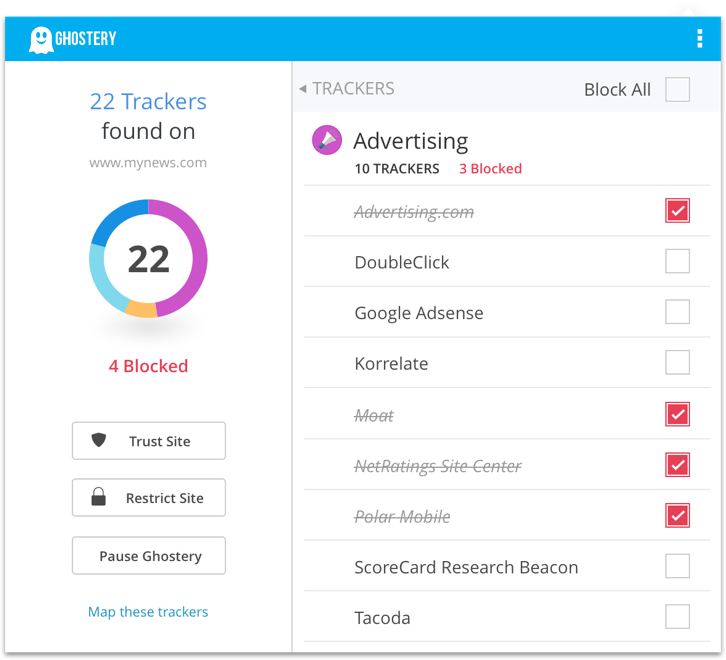 GHOSTERY
22 Trackers
found on
www.mynews.com
22
4 Blocked
Trust Site
Restrict Site
Pause Ghostery
Map these trackers
TRACKERS
Block All
Advertising
10 TRACKERS 3 Blocked
Advertising.com
DoubleClick
Google Adsense
Korrelate
Moat
NetRatings Site Center
Polar Mobile
ScoreCard Research Beacon
Tacoda